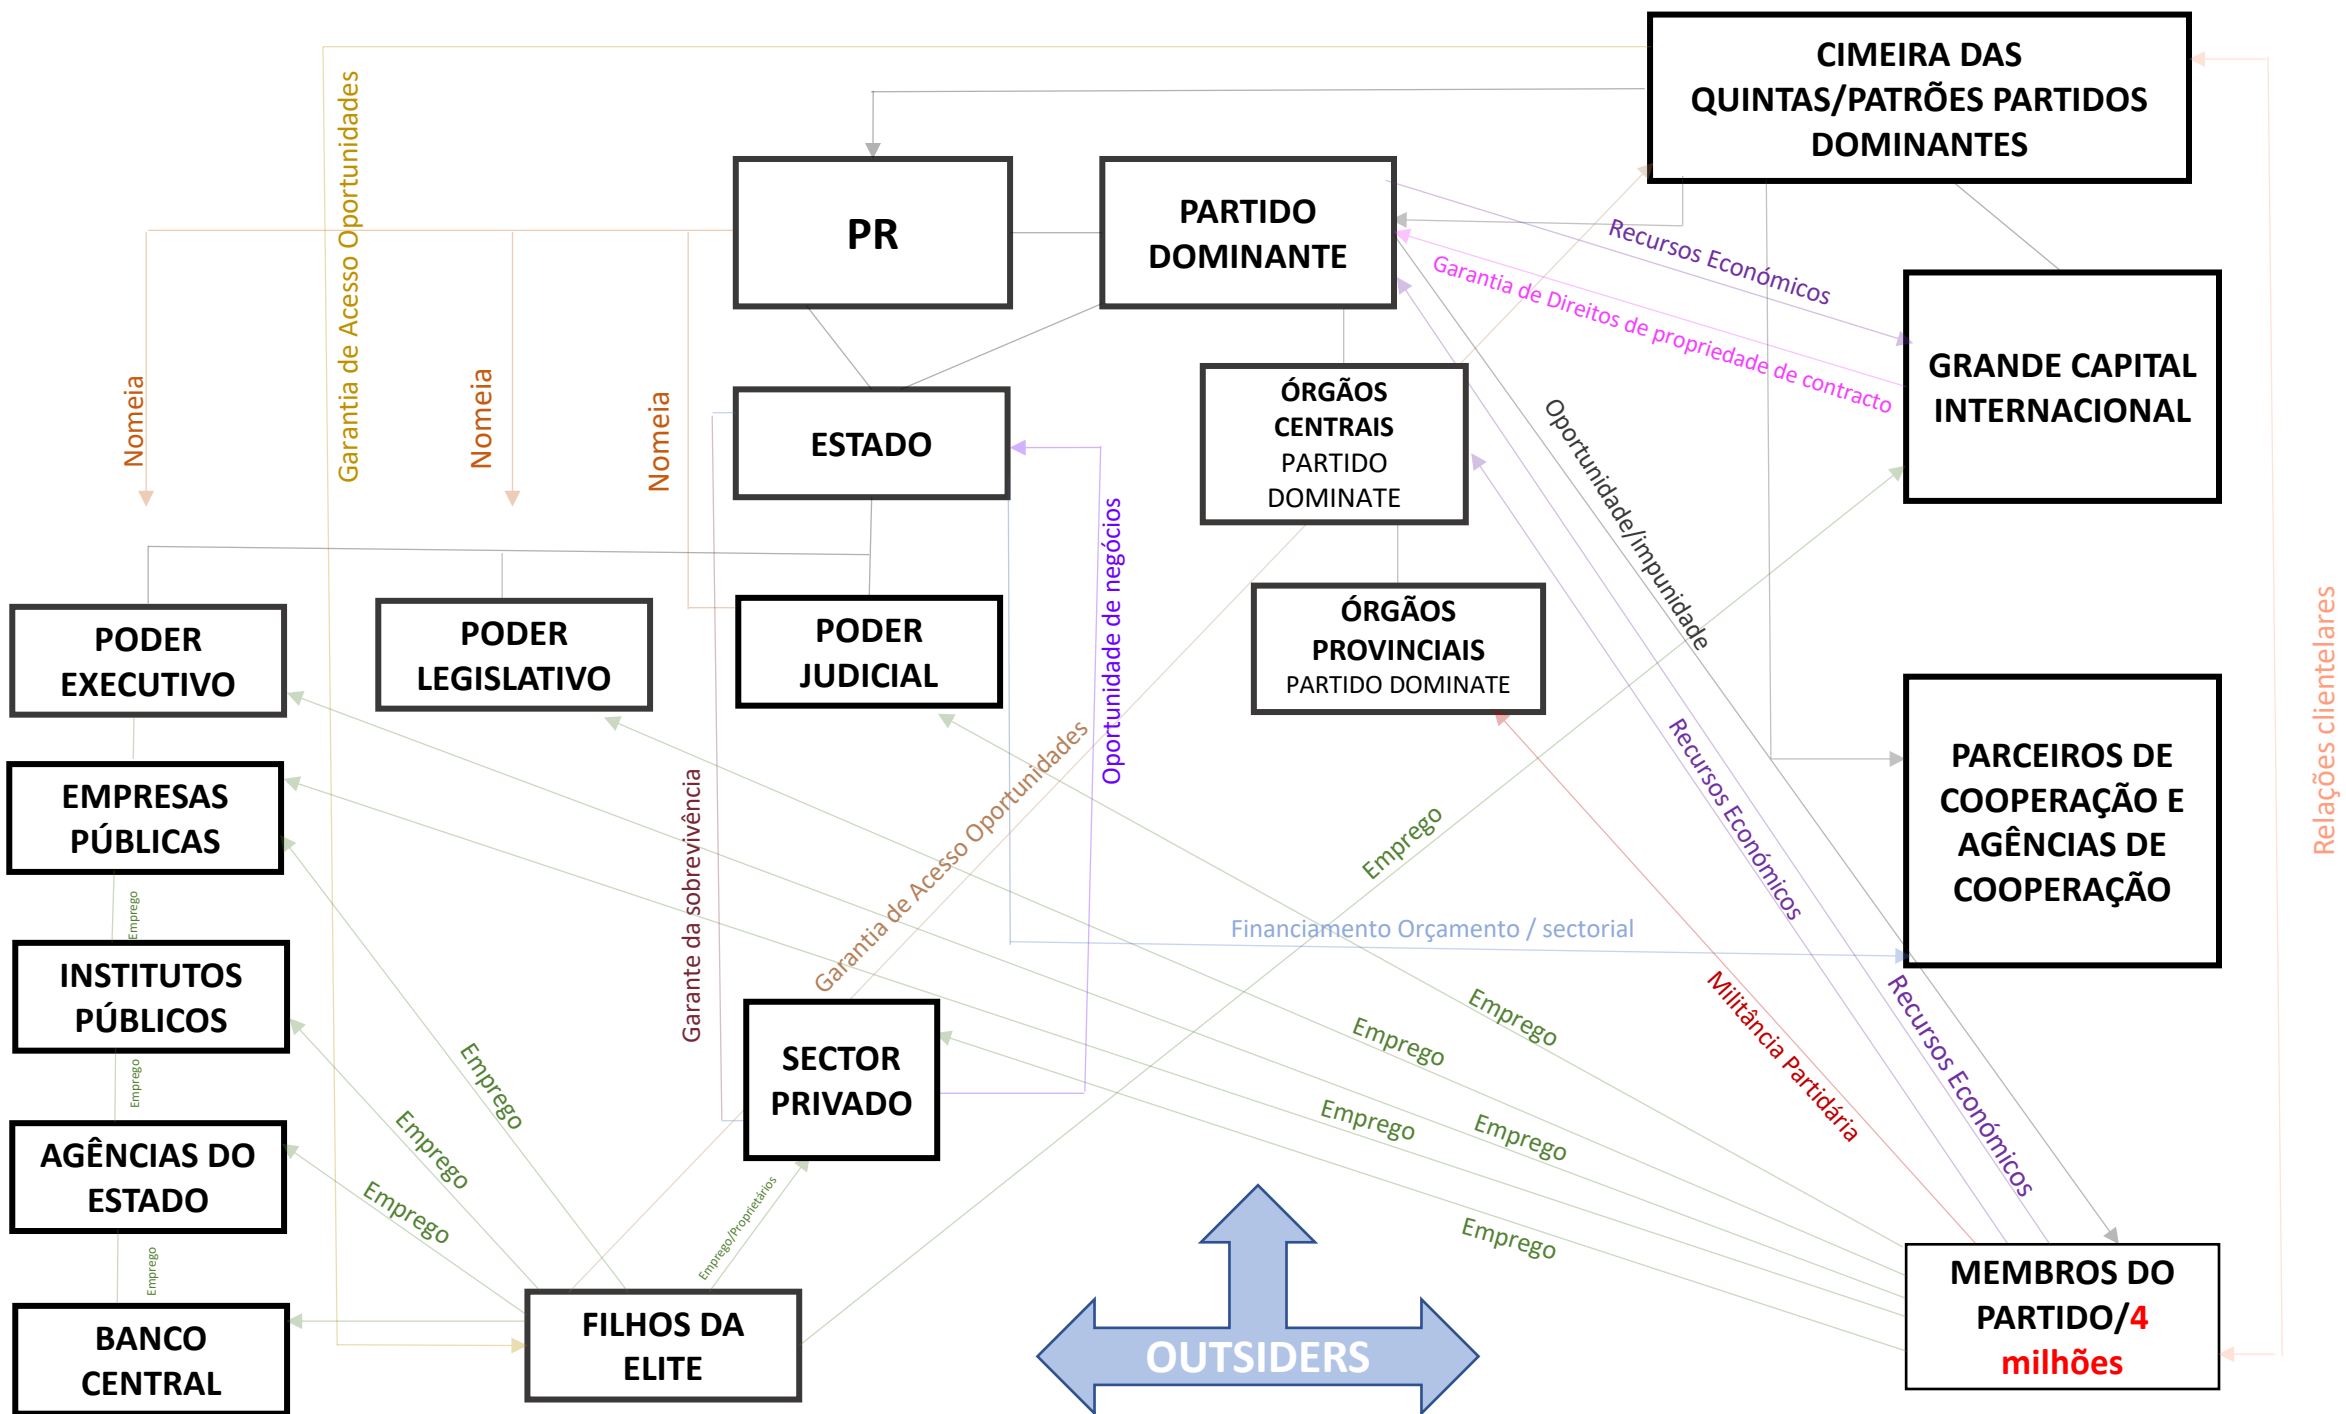 CIMEIRA DAS
QUINTAS/PATRÕES PARTIDOS
DOMINANTES
PR
PARTIDO
DOMINANTE
Recursos Económicos
Garantia de Direitos de propriedade de contracto
GRANDE CAPITAL
INTERNACIONAL
Garantia de Acesso Oportunidades
Nomeia
Nomeia
Nomeia
ESTADO
ÓRGÃOS
CENTRAIS
PARTIDO
DOMINATE
Oportunidade/impunidade
Oportunidade de negócios
Relações clientelares
PODER
EXECUTIVO
PODER
LEGISLATIVO
PODER
JUDICIAL
ÓRGÃOS
PROVINCIAIS
PARTIDO DOMINATE
PARCEIROS DE
COOPERAÇÃO E
AGÊNCIAS DE
COOPERAÇÃO
EMPRESAS
PÚBLICAS
Garante da sobrevivência
Garantia de Acesso Oportunidades
Emprego
Recursos Económicos
Emprego
Financiamento Orçamento / sectorial
INSTITUTOS
PÚBLICOS
Militância Partidária
Recursos Económicos
Emprego
Emprego
Emprego
Emprego
Emprego
SECTOR
PRIVADO
Emprego
Emprego
AGÊNCIAS DO
ESTADO
Emprego
Emprego
Emprego/Proprietários
Emprego
Emprego
BANCO
CENTRAL
FILHOS DA
ELITE
OUTSIDERS
MEMBROS DO
PARTIDO/4
milhões